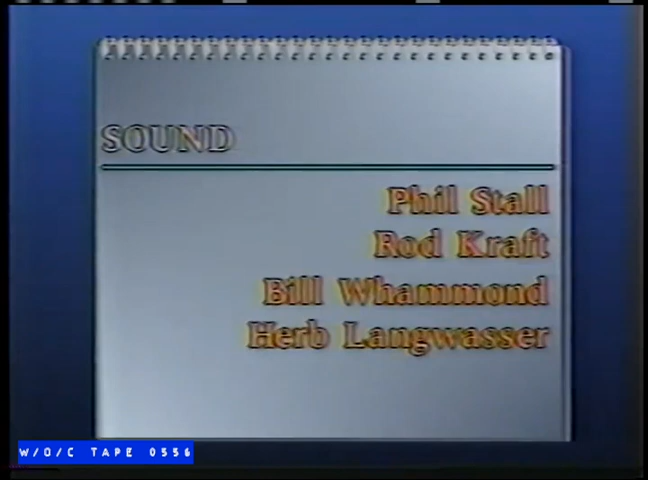 SOUND
Phil Stall
Rod Kraft
Bill Whammond
Herb Langwasser
W/O/C TAPE 0556